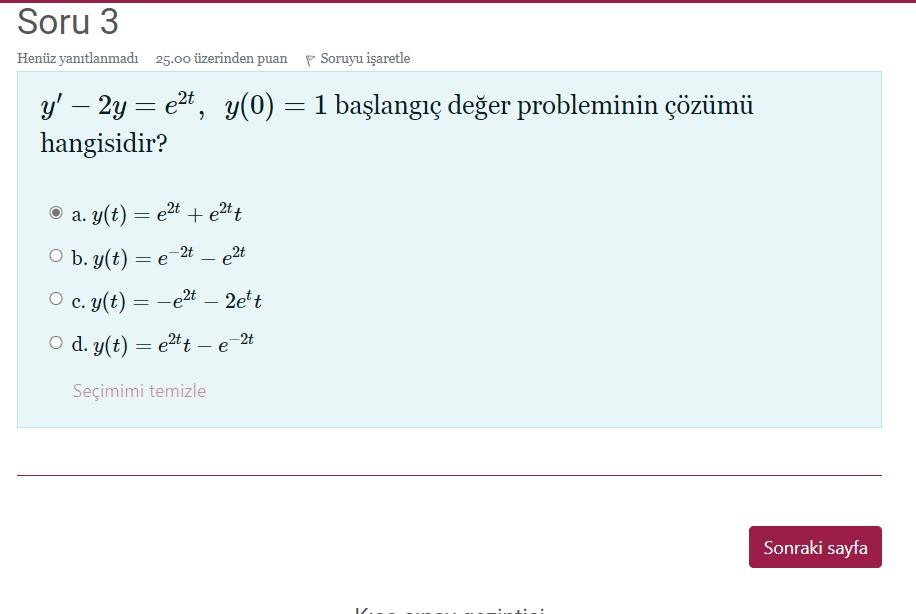 Soru 3
Henüz yanıtlanmadı 25.00 üzerinden puan Soruyu işaretle
y′ − 2y = e^{2t}, y(0) = 1 başlangıç değer probleminin çözümü
hangisidir?
a. y(t) = e^{2t} + e^{2t}t
b. y(t) = e^{−2t} − e^{2t}
c. y(t) = −e^{2t} − 2e^{t}t
d. y(t) = e^{2t}t − e^{−2t}
Seçimimi temizle
Sonraki sayfa